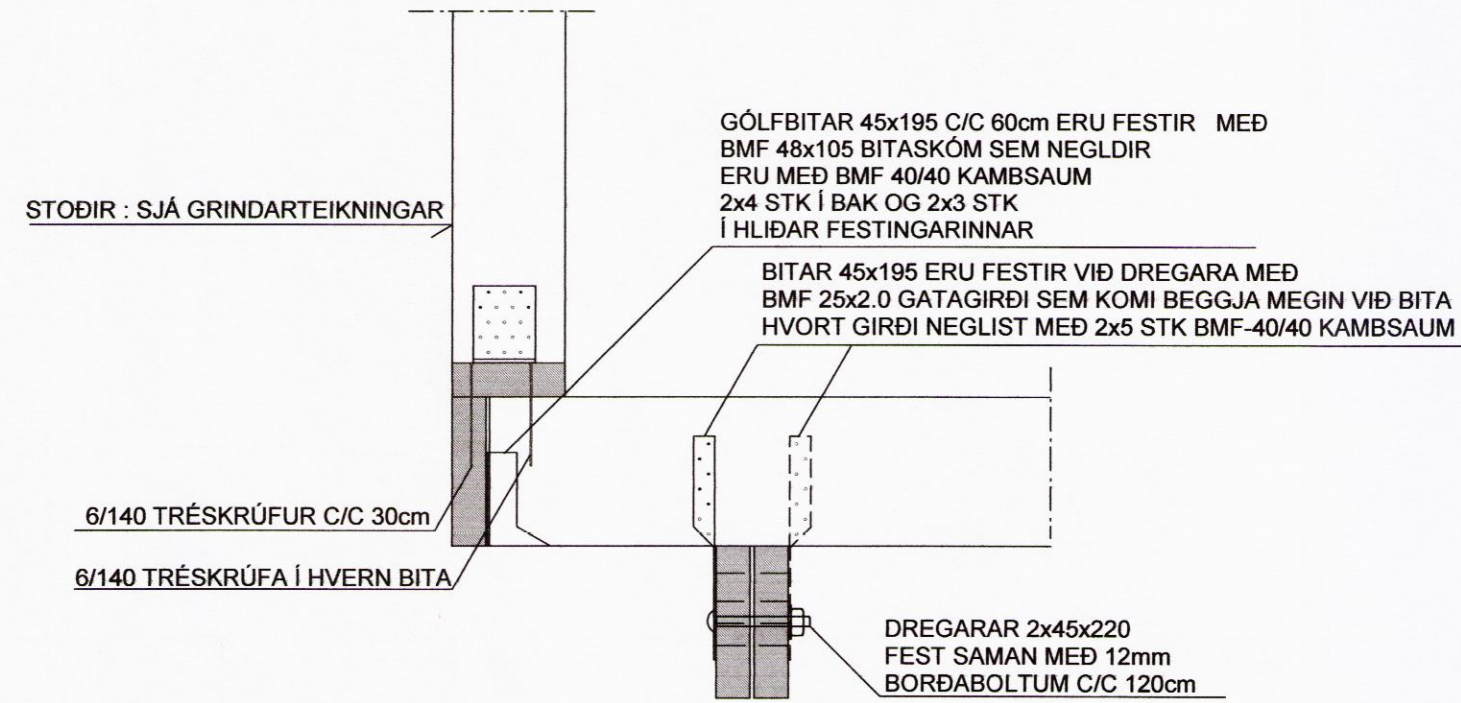 GÓLFBITAR 45x195 C/C 60cm ERU FESTIR MEÐ
BMF 48x105 BITASKÓM SEM NEGLDIR
ERU MEÐ BMF 40/40 KAMBSAUM
2x4 STK Í BAK OG 2x3 STK
Í HLIÐAR FESTINGARINNAR
STOÐIR : SJÁ GRINDARTEIKNINGAR
BITAR 45x195 ERU FESTIR VIÐ DREGARA MEÐ
BMF 25x2.0 GATAGIRÐI SEM KOMI BEGGJA MEGIN VIÐ BITA
HVORT GIRÐI NEGLIST MEÐ 2x5 STK BMF-40/40 KAMBSAUM
6/140 TRÉSKRÚFUR C/C 30cm
6/140 TRÉSKRÚFA Í HVERN BITA
DREGARAR 2x45x220
FEST SAMAN MEÐ 12mm
BORÐABOLTUM C/C 120cm